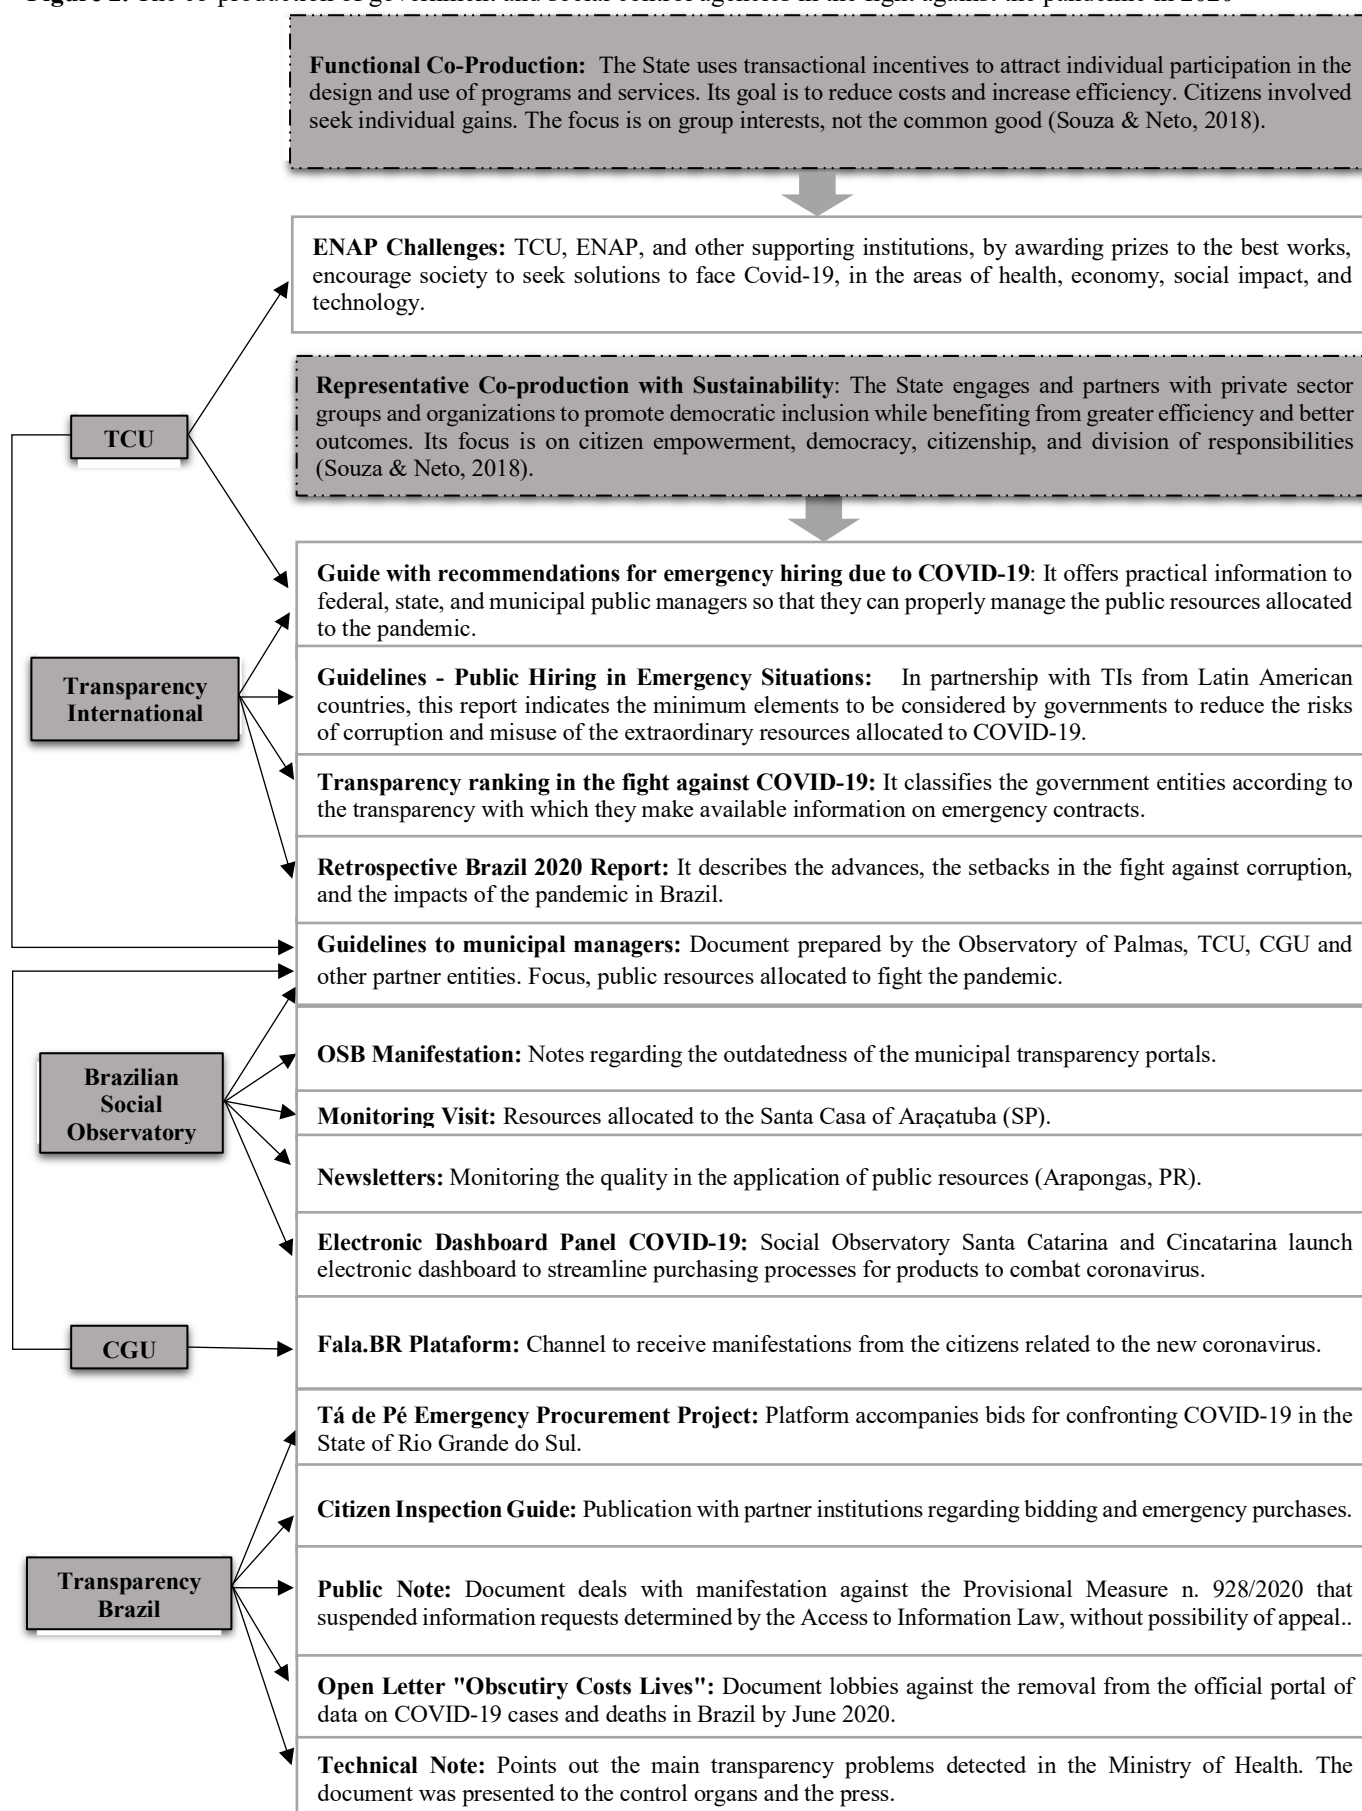 Figure 2. The co-production of government and social control agencies in the fight against the pandemic in 2020
Functional Co-Production: The State uses transactional incentives to attract individual participation in the
design and use of programs and services. Its goal is to reduce costs and increase efficiency. Citizens involved
seek individual gains. The focus is on group interests, not the common good (Souza & Neto, 2018).
ENAP Challenges: TCU, ENAP, and other supporting institutions, by awarding prizes to the best works,
encourage society to seek solutions to face Covid-19, in the areas of health, economy, social impact, and
technology.
Representative Co-production with Sustainability: The State engages and partners with private sector
groups and organizations to promote democratic inclusion while benefiting from greater efficiency and better
outcomes. Its focus is on citizen empowerment, democracy, citizenship, and division of responsibilities
(Souza & Neto, 2018).
TCU
Guide with recommendations for emergency hiring due to COVID-19: It offers practical information to
federal, state, and municipal public managers so that they can properly manage the public resources allocated
to the pandemic.
Transparency
International
Guidelines - Public Hiring in Emergency Situations: In partnership with TIs from Latin American
countries, this report indicates the minimum elements to be considered by governments to reduce the risks
of corruption and misuse of the extraordinary resources allocated to COVID-19.
Transparency ranking in the fight against COVID-19: It classifies the government entities according to
the transparency with which they make available information on emergency contracts.
Retrospective Brazil 2020 Report: It describes the advances, the setbacks in the fight against corruption,
and the impacts of the pandemic in Brazil.
Guidelines to municipal managers: Document prepared by the Observatory of Palmas, TCU, CGU and
other partner entities. Focus, public resources allocated to fight the pandemic.
Brazilian
Social
Observatory
OSB Manifestation: Notes regarding the outdatedness of the municipal transparency portals.
Monitoring Visit: Resources allocated to the Santa Casa of Araçatuba (SP).
Newsletters: Monitoring the quality in the application of public resources (Arapongas, PR).
Electronic Dashboard Panel COVID-19: Social Observatory Santa Catarina and Cincatarina launch
electronic dashboard to streamline purchasing processes for products to combat coronavirus.
CGU
Fala.BR Plataform: Channel to receive manifestations from the citizens related to the new coronavirus.
Tá de Pé Emergency Procurement Project: Platform accompanies bids for confronting COVID-19 in the
State of Rio Grande do Sul.
Citizen Inspection Guide: Publication with partner institutions regarding bidding and emergency purchases.
Transparency
Brazil
Public Note: Document deals with manifestation against the Provisional Measure n. 928/2020 that
suspended information requests determined by the Access to Information Law, without possibility of appeal..
Open Letter "Obscutiry Costs Lives": Document lobbies against the removal from the official portal of
data on COVID-19 cases and deaths in Brazil by June 2020.
Technical Note: Points out the main transparency problems detected in the Ministry of Health. The
document was presented to the control organs and the press.